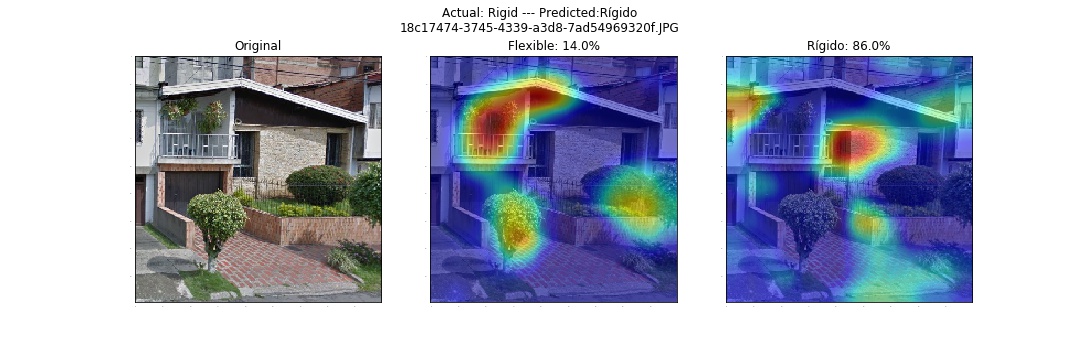 Actual: Rigid --- Predicted:Rígido
18c17474-3745-4339-a3d8-7ad54969320f.JPG
Original
Flexible: 14.0%
Rígido: 86.0%